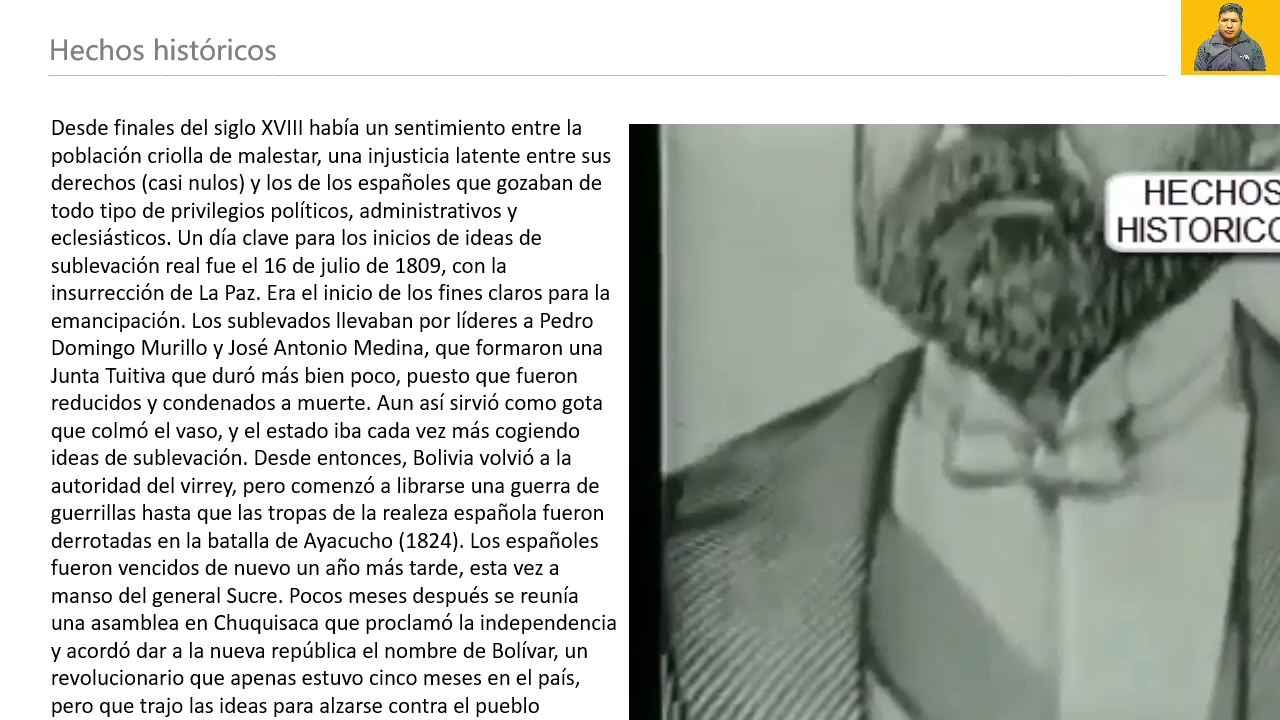 Hechos históricos
Desde finales del siglo XVIII había un sentimiento entre la
población criolla de malestar, una injusticia latente entre sus
derechos (casi nulos) y los de los españoles que gozaban de
todo tipo de privilegios políticos, administrativos y
eclesiásticos. Un día clave para los inicios de ideas de
sublevación real fue el 16 de julio de 1809, con la
insurrección de La Paz. Era el inicio de los fines claros para la
emancipación. Los sublevados llevaban por líderes a Pedro
Domingo Murillo y José Antonio Medina, que formaron una
Junta Tuitiva que duró más bien poco, puesto que fueron
reducidos y condenados a muerte. Aun así sirvió como gota
que colmó el vaso, y el estado iba cada vez más cogiendo
ideas de sublevación. Desde entonces, Bolivia volvió a la
autoridad del virrey, pero comenzó a librarse una guerra de
guerrillas hasta que las tropas de la realeza española fueron
derrotadas en la batalla de Ayacucho (1824). Los españoles
fueron vencidos de nuevo un año más tarde, esta vez a
manso del general Sucre. Pocos meses después se reunía
una asamblea en Chuquisaca que proclamó la independencia
y acordó dar a la nueva república el nombre de Bolívar, un
revolucionario que apenas estuvo cinco meses en el país,
pero que trajo las ideas para alzarse contra el pueblo
HECHOS
HISTORICO